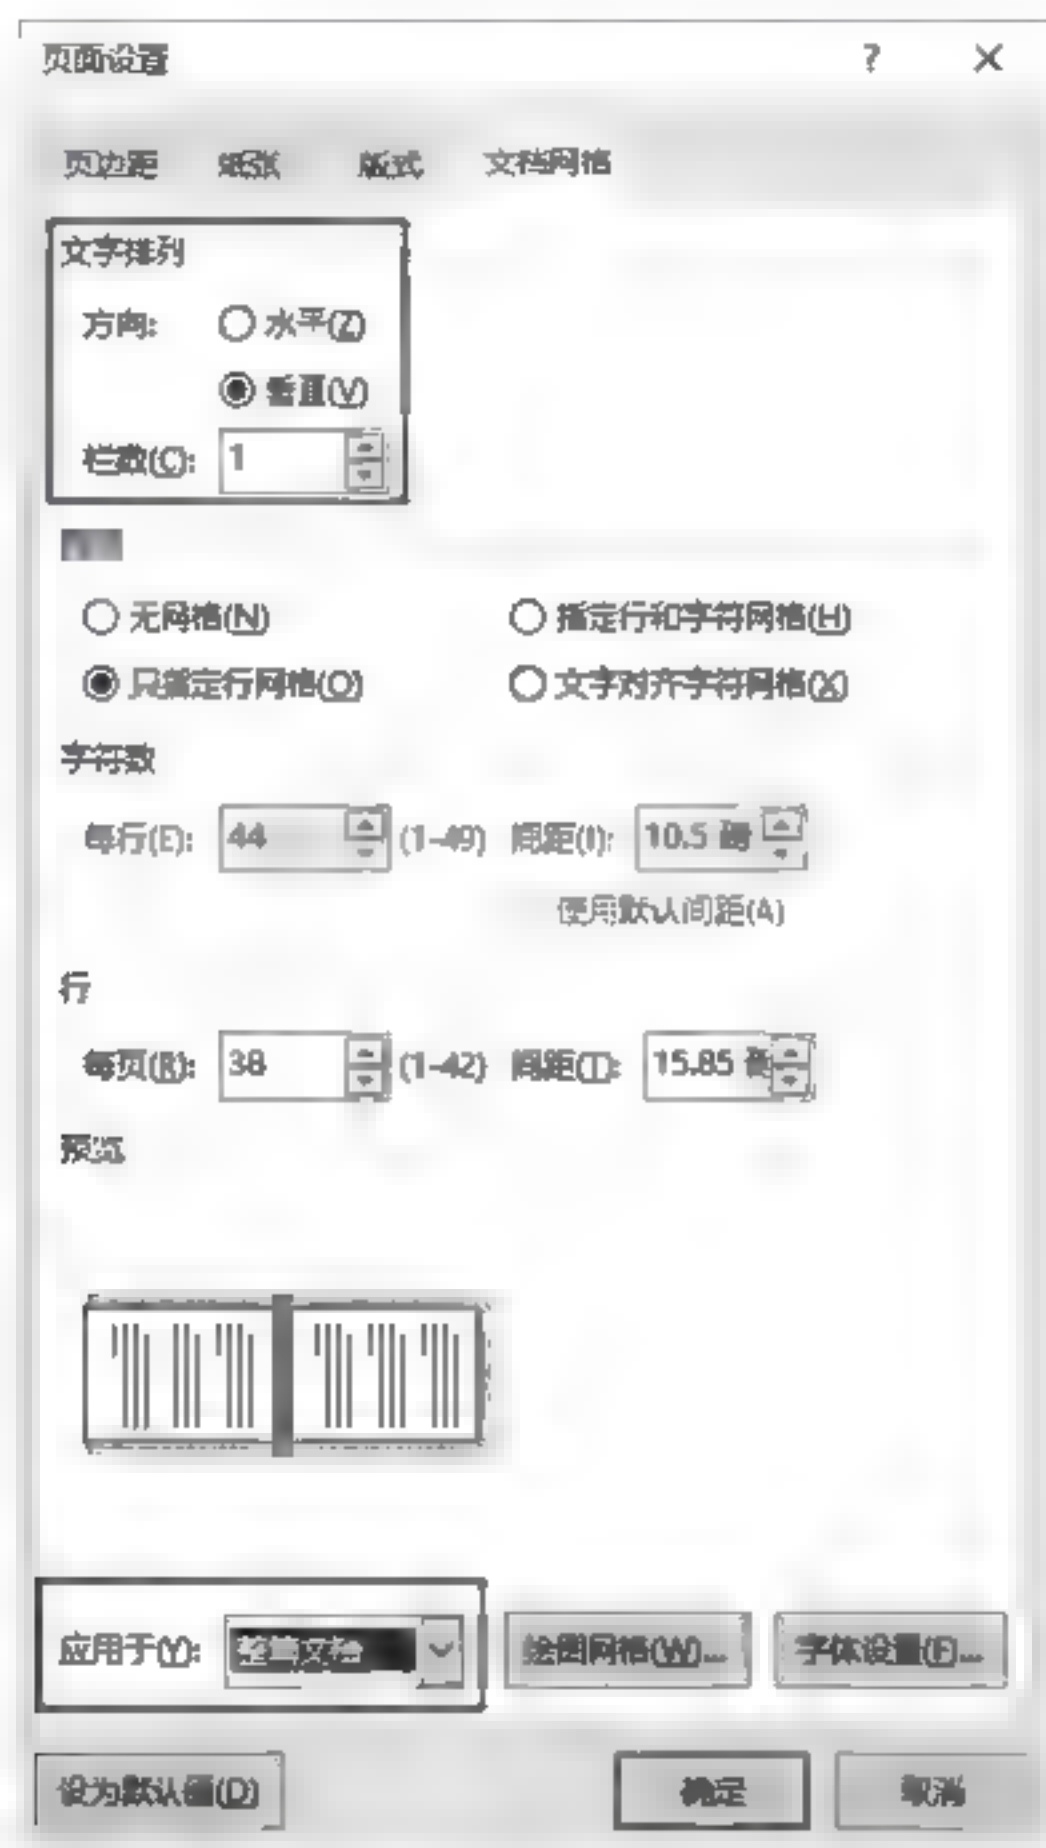 页面设置 ? ×
页边距 纸张 版式 文档网格
文字排列
方向: 水平(Z)
垂直(V)
栏数(C): 1
无网格(N) 指定行和字符网格(H)
只指定行网格(O) 文字对齐字符网格(X)
字符数
每行(E): 44 (1-49) 间距(I): 10.5 磅
使用默认间距(A)
行
每页(R): 38 (1-42) 间距(T): 15.85 磅
预览
应用于(Y): 整篇文档 绘图网格(W)... 字体设置(F)...
设为默认值(D) 确定 取消